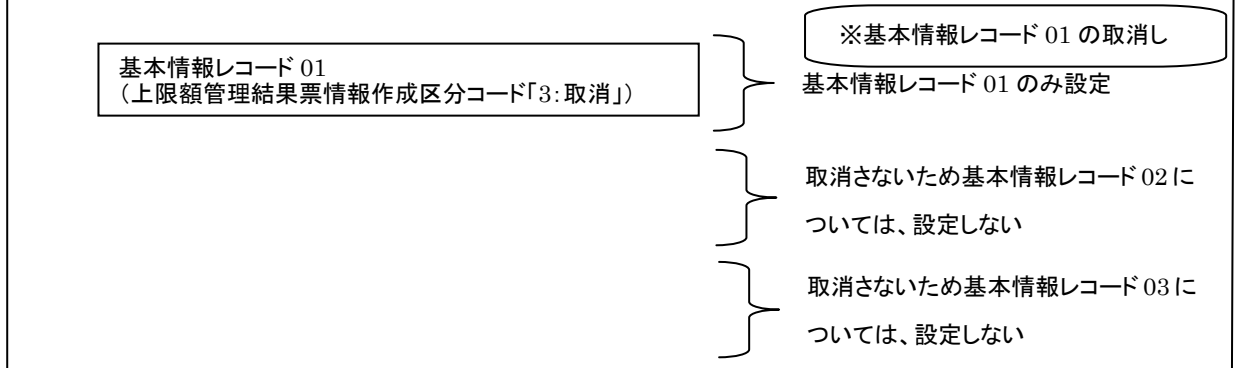 ※基本情報レコード 01 の取消し
基本情報レコード 01
（上限額管理結果票情報作成区分コード「3：取消」）
基本情報レコード 01 のみ設定
取消さないため基本情報レコード 02 に
ついては、設定しない
取消さないため基本情報レコード 03 に
ついては、設定しない